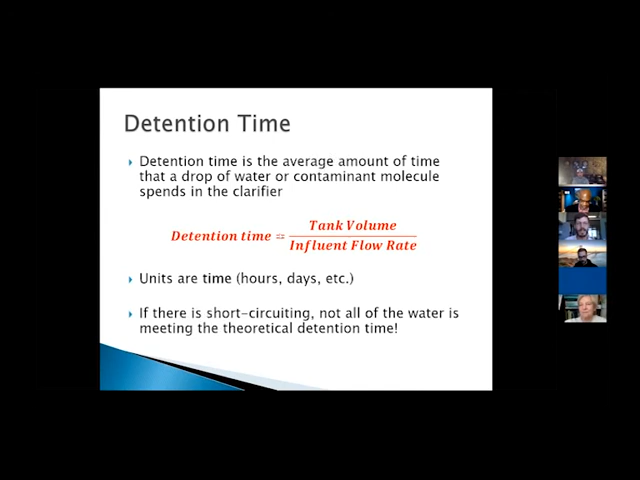 Detention Time
Detention time is the average amount of time
that a drop of water or contaminant molecule
spends in the clarifier
Detention time = Tank Volume / Influent Flow Rate
Units are time (hours, days, etc.)
If there is short-circuiting, not all of the water is
meeting the theoretical detention time!